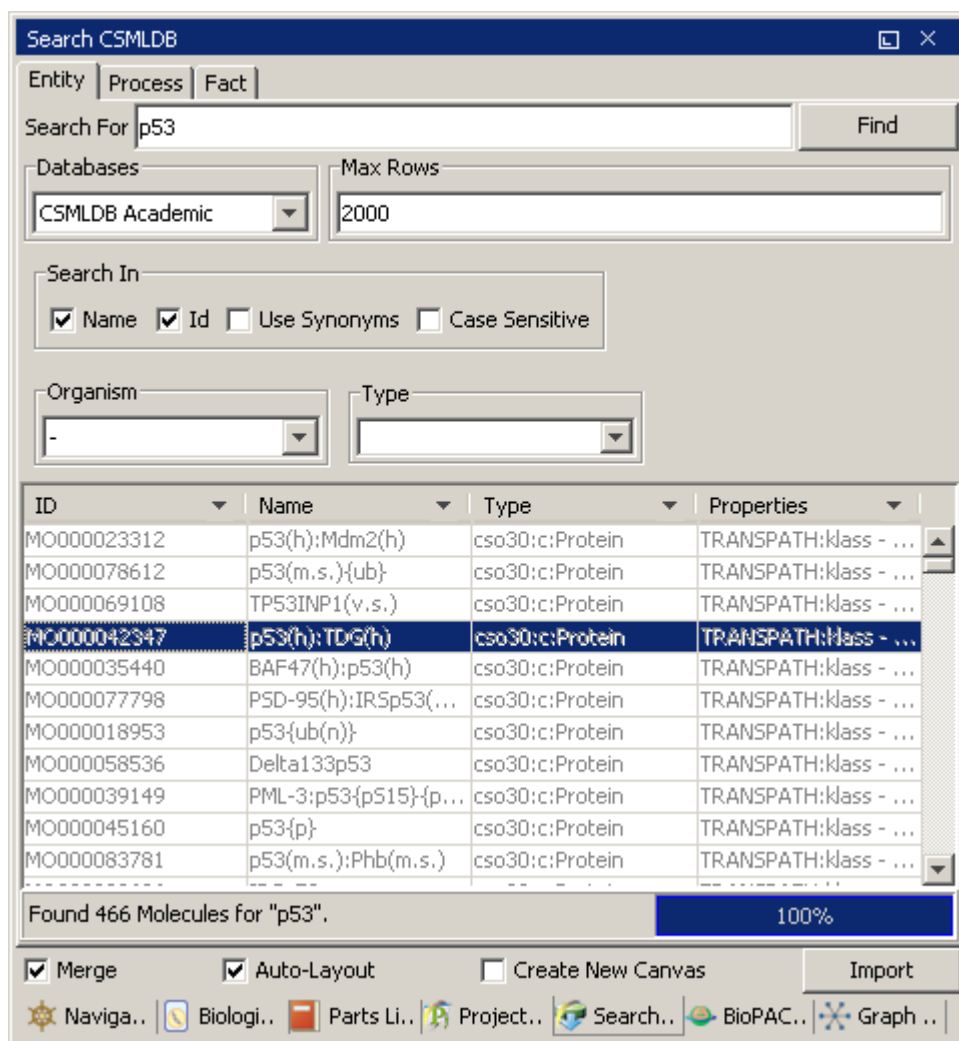 Search CSMLDB
Entity Process Fact
Search For p53 Find
Databases Max Rows
CSMLDB Academic 2000
Search In
Name Id Use Synonyms Case Sensitive
Organism Type
-
ID Name Type Properties
MO000023312 p53(h):Mdm2(h) cso30:c:Protein TRANSPATH:klass - ...
MO000078612 p53(m.s.){ub} cso30:c:Protein TRANSPATH:klass - ...
MO000069108 TP53INP1(v.s.) cso30:c:Protein TRANSPATH:klass - ...
MO000042347 p53(h):TDG(h) cso30:c:Protein TRANSPATH:klass - ...
MO000035440 BAF47(h):p53(h) cso30:c:Protein TRANSPATH:klass - ...
MO000077798 PSD-95(h):IRSp53(... cso30:c:Protein TRANSPATH:klass - ...
MO000018953 p53{ub(n)} cso30:c:Protein TRANSPATH:klass - ...
MO000058536 Delta133p53 cso30:c:Protein TRANSPATH:klass - ...
MO000039149 PML-3:p53{pS15}{p... cso30:c:Protein TRANSPATH:klass - ...
MO000045160 p53{p} cso30:c:Protein TRANSPATH:klass - ...
MO000083781 p53(m.s.):Phb(m.s.) cso30:c:Protein TRANSPATH:klass - ...
Found 466 Molecules for "p53". 100%
Merge Auto-Layout Create New Canvas Import
Naviga.. Biologi.. Parts Li.. Project.. Search.. BioPAC.. Graph ..